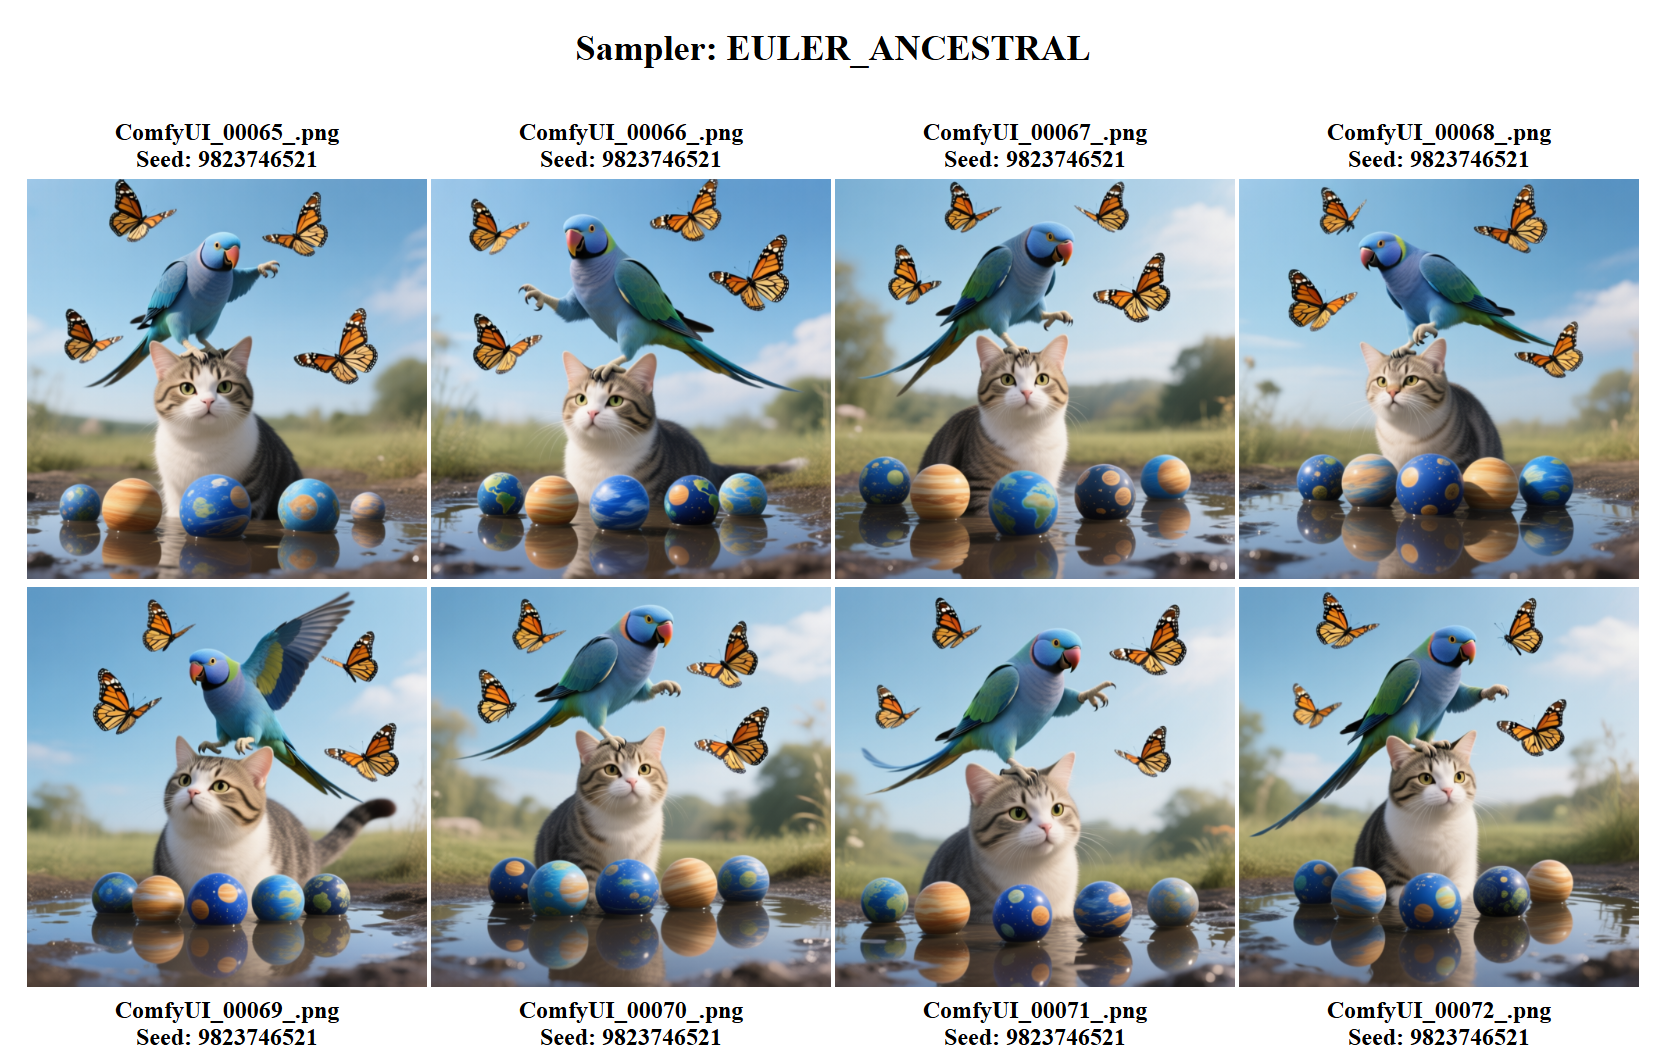 Sampler: EULER_ANCESTRAL
ComfyUI_00065_.png
Seed: 9823746521
ComfyUI_00066_.png
Seed: 9823746521
ComfyUI_00067_.png
Seed: 9823746521
ComfyUI_00068_.png
Seed: 9823746521
ComfyUI_00069_.png
Seed: 9823746521
ComfyUI_00070_.png
Seed: 9823746521
ComfyUI_00071_.png
Seed: 9823746521
ComfyUI_00072_.png
Seed: 9823746521